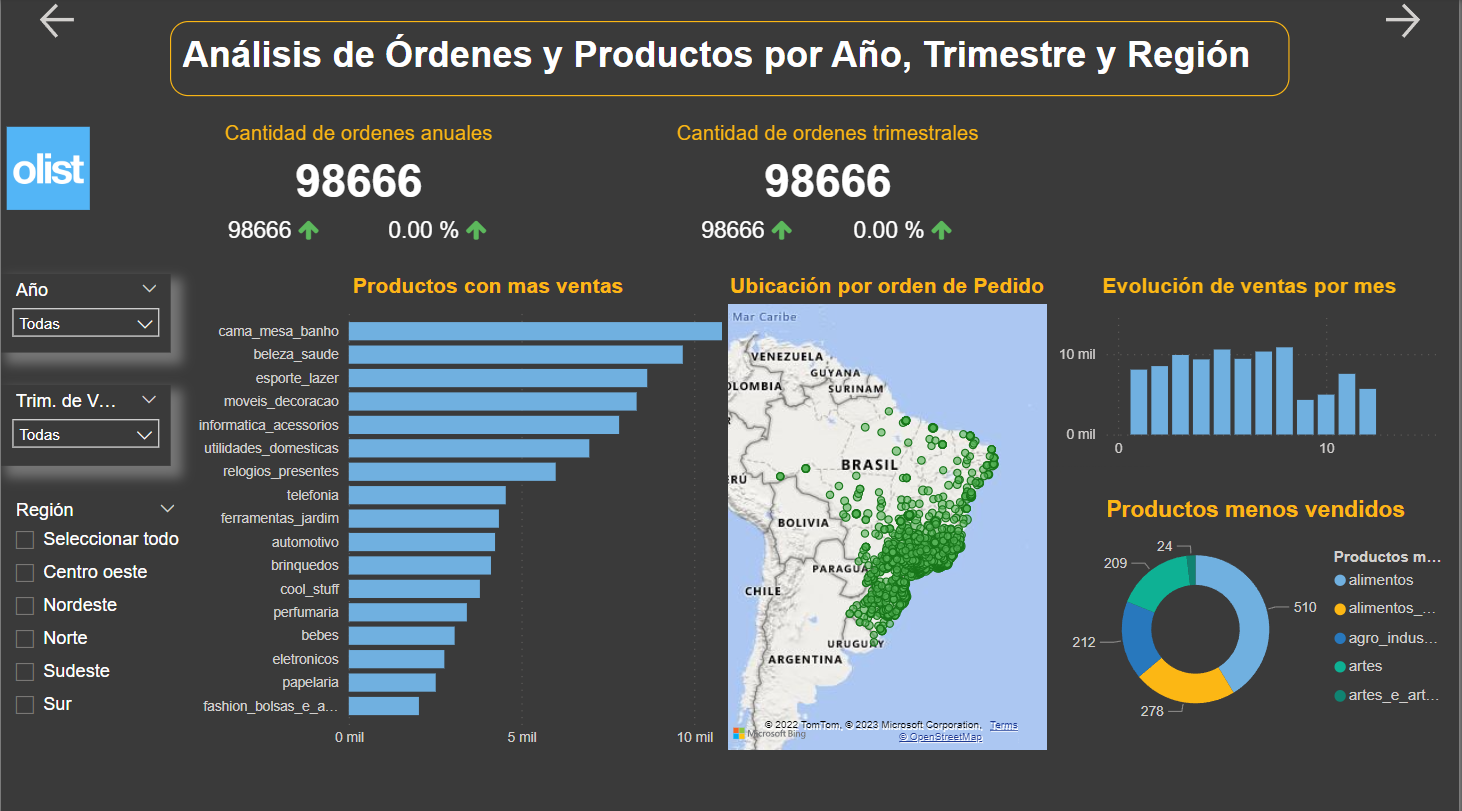 Análisis de Órdenes y Productos por Año, Trimestre y Región
olist
Cantidad de ordenes anuales
98666
98666
0.00 %
Cantidad de ordenes trimestrales
98666
98666
0.00 %
Año
Todas
Trim. de V...
Todas
Región
Seleccionar todo
Centro oeste
Nordeste
Norte
Sudeste
Sur
Productos con mas ventas
cama_mesa_banho
beleza_saude
esporte_lazer
moveis_decoracao
informatica_acessorios
utilidades_domesticas
relogios_presentes
telefonia
ferramentas_jardim
automotivo
brinquedos
cool_stuff
perfumaria
bebes
eletronicos
papelaria
fashion_bolsas_e_a...
0 mil
5 mil
10 mil
Ubicación por orden de Pedido
Mar Caribe
VENEZUELA
GUYANA
OLOMBIA
SURINAM
BRASIL
RÚ
BOLIVIA
PARAGUA
CHILE
URUGUAY
ARGENTINA
© 2022 TomTom, © 2023 Microsoft Corporation, Terms
Microsoft Bing
© OpenStreetMap
Evolución de ventas por mes
10 mil
0 mil
0
10
Productos menos vendidos
24
209
510
212
278
Productos m...
alimentos
alimentos_...
agro_indus...
artes
artes_e_art...